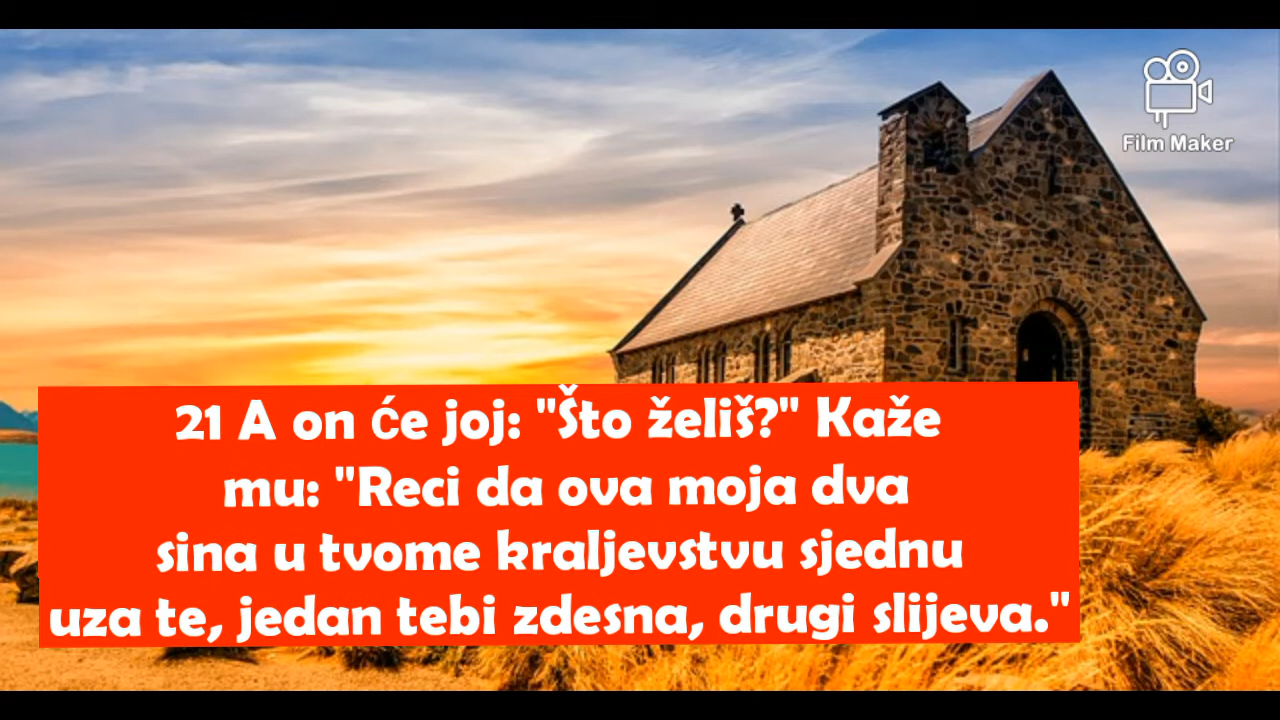 Film Maker
21 A on će joj: "Što želiš?" Kaže
mu: "Reci da ova moja dva
sina u tvome kraljevstvu sjednu
uza te, jedan tebi zdesna, drugi slijeva."